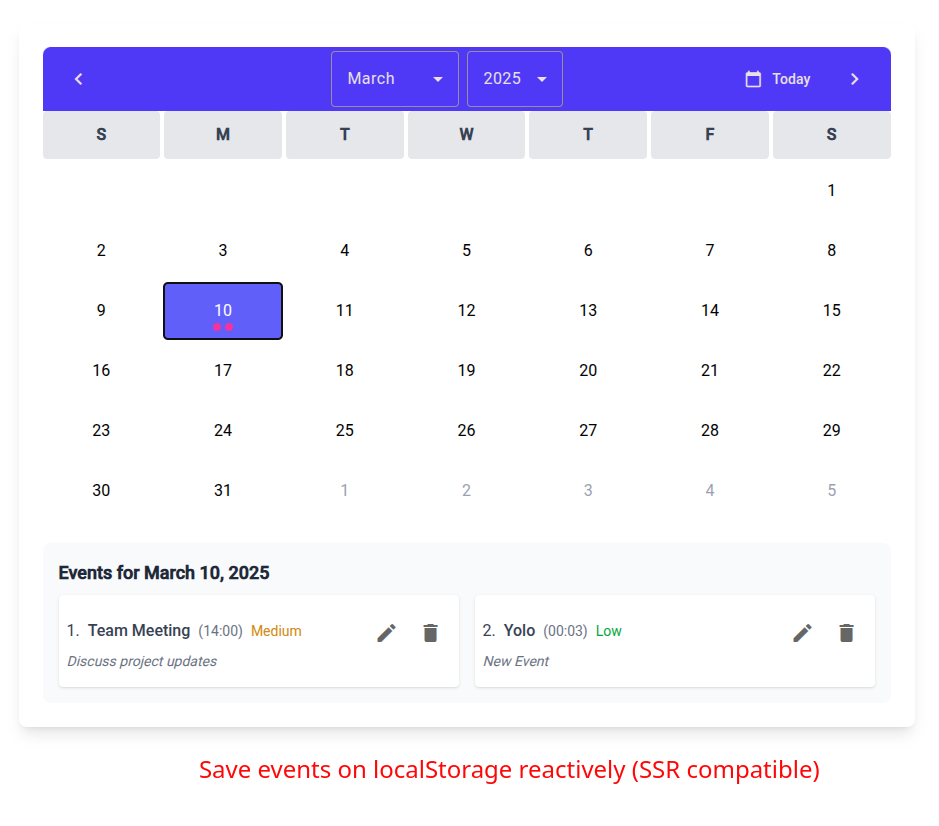 March 2025 Today
S M T W T F S
1
2 3 4 5 6 7 8
9 10 11 12 13 14 15
16 17 18 19 20 21 22
23 24 25 26 27 28 29
30 31 1 2 3 4 5
Events for March 10, 2025
1. Team Meeting (14:00) Medium
Discuss project updates
2. Yolo (00:03) Low
New Event
Save events on localStorage reactively (SSR compatible)